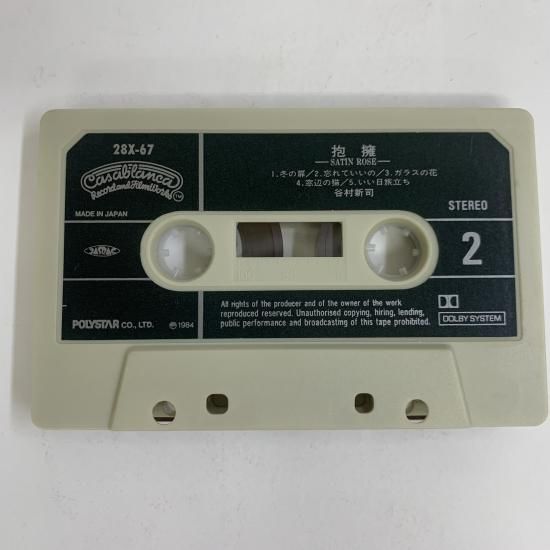 28X-67
Casablanca
Record and FilmWorks
TM
MADE IN JAPAN
JASRAC
POLYSTAR CO., LTD.
Ⓟ1984
抱擁
—SATIN ROSE—
1.冬の扉/2.忘れていいの/3.ガラスの花
4.窓辺の猫/5.いい日旅立ち
谷村新司
STEREO
2
All rights of the producer and of the owner of the work
reproduced reserved. Unauthorised copying, hiring, lending,
public performance and broadcasting of this tape prohibited.
DOLBY SYSTEM